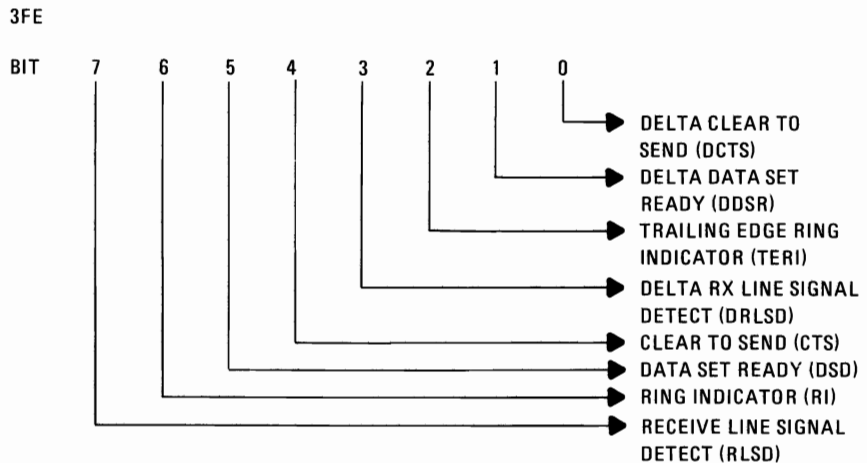 3FE
BIT 7 6 5 4 3 2 1 0
DELTA CLEAR TO
SEND (DCTS)
DELTA DATA SET
READY (DDSR)
TRAILING EDGE RING
INDICATOR (TERI)
DELTA RX LINE SIGNAL
DETECT (DRLSD)
CLEAR TO SEND (CTS)
DATA SET READY (DSD)
RING INDICATOR (RI)
RECEIVE LINE SIGNAL
DETECT (RLSD)